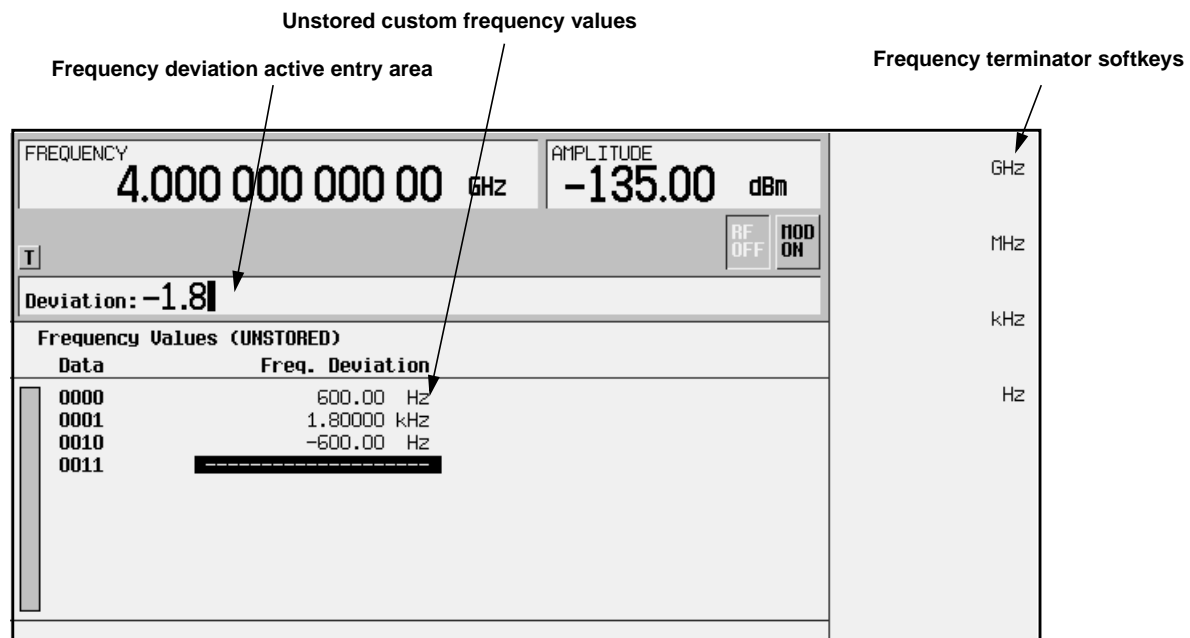 Unstored custom frequency values
Frequency deviation active entry area
Frequency terminator softkeys
FREQUENCY
4.000 000 000 00 GHz
AMPLITUDE
-135.00 dBm
RF OFF
MOD ON
T
Deviation: -1.8
Frequency Values (UNSTORED)
Data Freq. Deviation
0000 600.00 Hz
0001 1.80000 kHz
0010 -600.00 Hz
0011 --------------------
GHz
MHz
kHz
Hz